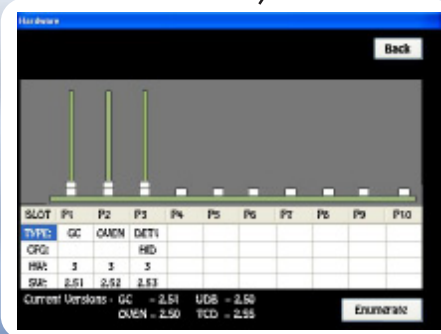 Hardware
Back
SLOT P1 P2 P3 P4 P5 P6 P7 P8 P9 P10
TYPE: GC OVEN DET1
CFG:
HW: 3 3 3
SW: 2.51 2.52 2.53
Current Versions - GC - 2.51 UDB - 2.50
OVEN - 2.50 TCD - 2.55
Enumerate